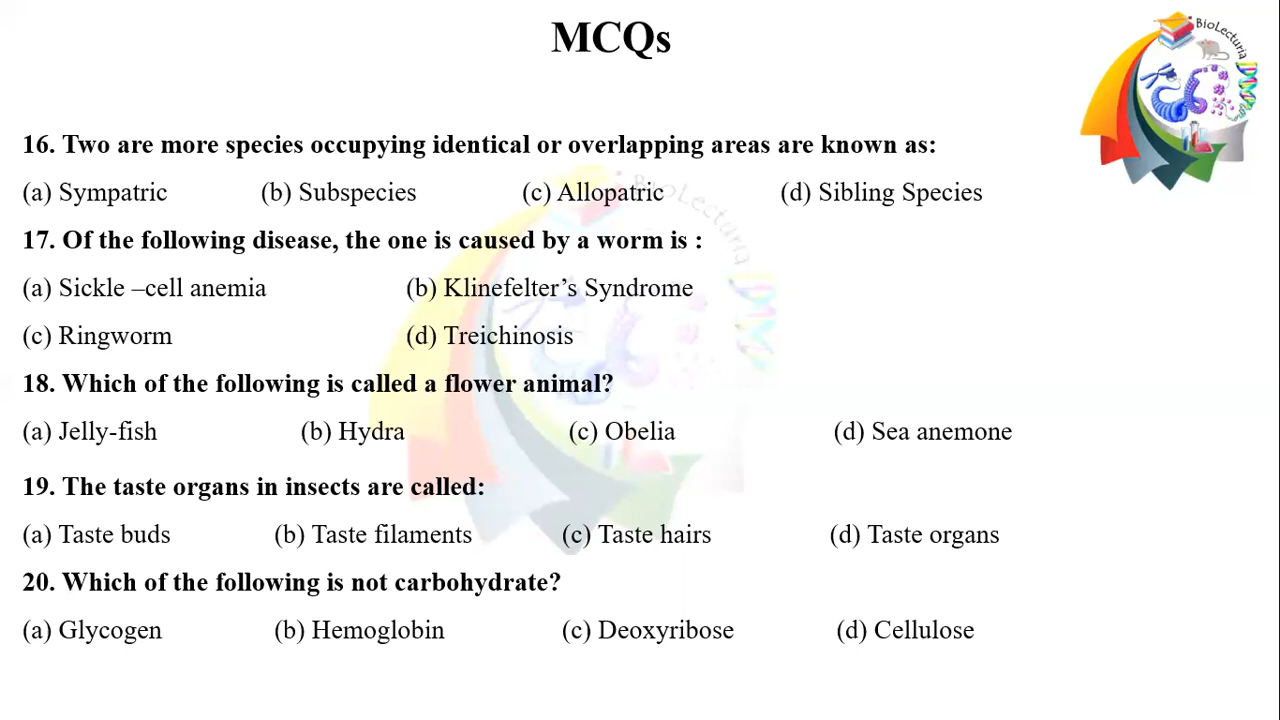 MCQs
BioLecturia
16. Two are more species occupying identical or overlapping areas are known as:
(a) Sympatric (b) Subspecies (c) Allopatric (d) Sibling Species
17. Of the following disease, the one is caused by a worm is :
(a) Sickle –cell anemia (b) Klinefelter’s Syndrome
(c) Ringworm (d) Treichinosis
18. Which of the following is called a flower animal?
(a) Jelly-fish (b) Hydra (c) Obelia (d) Sea anemone
19. The taste organs in insects are called:
(a) Taste buds (b) Taste filaments (c) Taste hairs (d) Taste organs
20. Which of the following is not carbohydrate?
(a) Glycogen (b) Hemoglobin (c) Deoxyribose (d) Cellulose
BioLecturia